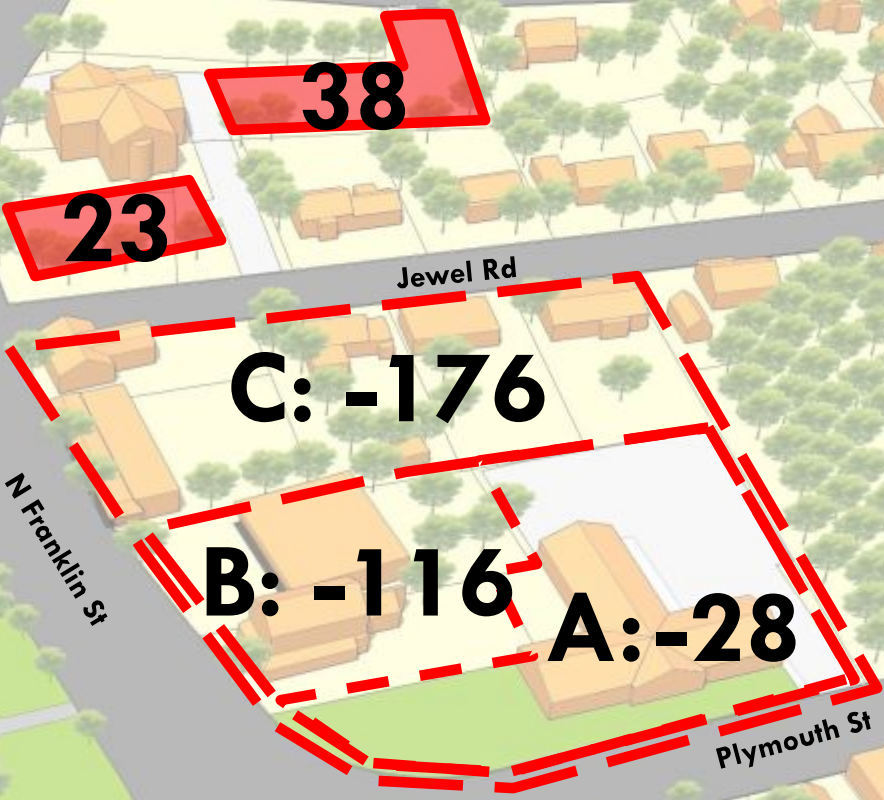 38
23
Jewel Rd
C: -176
N Franklin St
B: -116
A:-28
Plymouth St